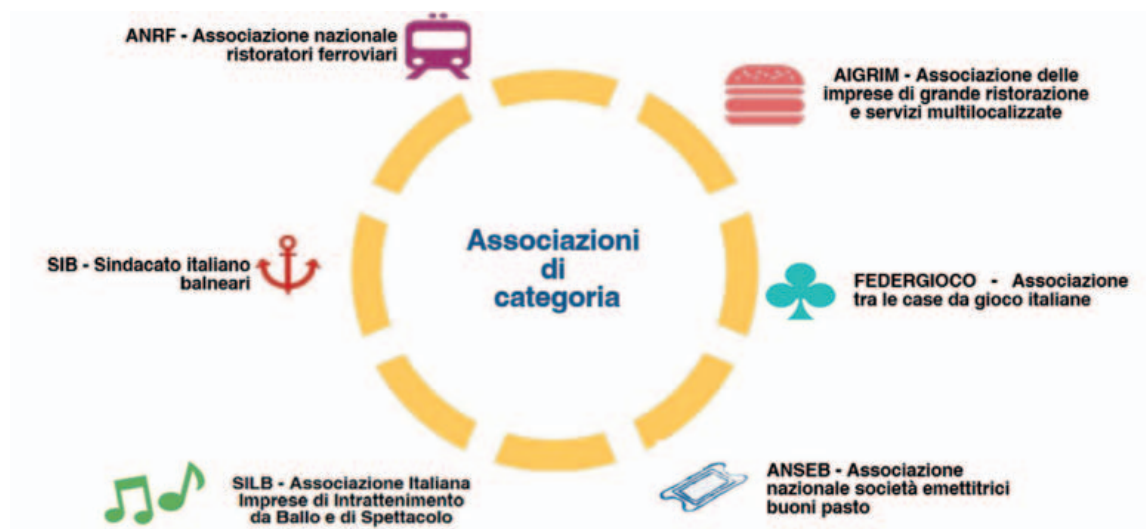 ANRF - Associazione nazionale
ristoratori ferroviari
AIGRIM - Associazione delle
imprese di grande ristorazione
e servizi multilocalizzate
Associazioni
di
categoria
SIB - Sindacato italiano
balneari
FEDERGIOCO - Associazione
tra le case da gioco italiane
SILB - Associazione Italiana
Imprese di Intrattenimento
da Ballo e di Spettacolo
ANSEB - Associazione
nazionale società emettitrici
buoni pasto